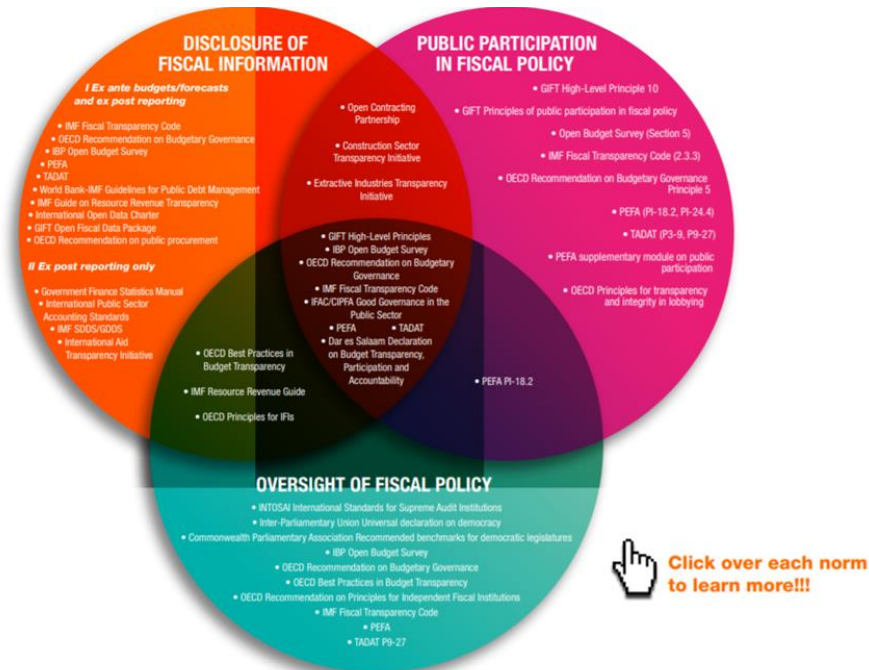 DISCLOSURE OF
FISCAL INFORMATION
I Ex ante budgets/forecasts
and ex post reporting
• IMF Fiscal Transparency Code
• OECD Recommendation on Budgetary Governance
• IBP Open Budget Survey
• PEFA
• TADAT
• World Bank-IMF Guidelines for Public Debt Management
• IMF Guide on Resource Revenue Transparency
• International Open Data Charter
• GIFT Open Fiscal Data Package
• OECD Recommendation on public procurement
II Ex post reporting only
• Government Finance Statistics Manual
• International Public Sector
Accounting Standards
• IMF SDDS/GDDS
• International Aid
Transparency Initiative
• Open Contracting
Partnership
• Construction Sector
Transparency Initiative
• Extractive Industries Transparency
Initiative
PUBLIC PARTICIPATION
IN FISCAL POLICY
• GIFT High-Level Principle 10
• GIFT Principles of public participation in fiscal policy
• Open Budget Survey (Section 5)
• IMF Fiscal Transparency Code (2.3.3)
• OECD Recommendation on Budgetary Governance
Principle 5
• PEFA (PI-18.2, PI-24.4)
• TADAT (P3-9, P9-27)
• PEFA supplementary module on public
participation
• OECD Principles for transparency
and integrity in lobbying
• GIFT High-Level Principles
• IBP Open Budget Survey
• OECD Recommendation on Budgetary
Governance
• IMF Fiscal Transparency Code
• IFAC/CIPFA Good Governance in the
Public Sector
• PEFA • TADAT
• Dar es Salaam Declaration
on Budget Transparency,
Participation and
Accountability
• OECD Best Practices in
Budget Transparency
• IMF Resource Revenue Guide
• OECD Principles for IFIs
• PEFA PI-18.2
OVERSIGHT OF FISCAL POLICY
• INTOSAI International Standards for Supreme Audit Institutions
• Inter-Parliamentary Union Universal declaration on democracy
• Commonwealth Parliamentary Association Recommended benchmarks for democratic legislatures
• IBP Open Budget Survey
• OECD Recommendation on Budgetary Governance
• OECD Best Practices in Budget Transparency
• OECD Recommendation on Principles for Independent Fiscal Institutions
• IMF Fiscal Transparency Code
• PEFA
• TADAT P9-27
Click over each norm
to learn more!!!